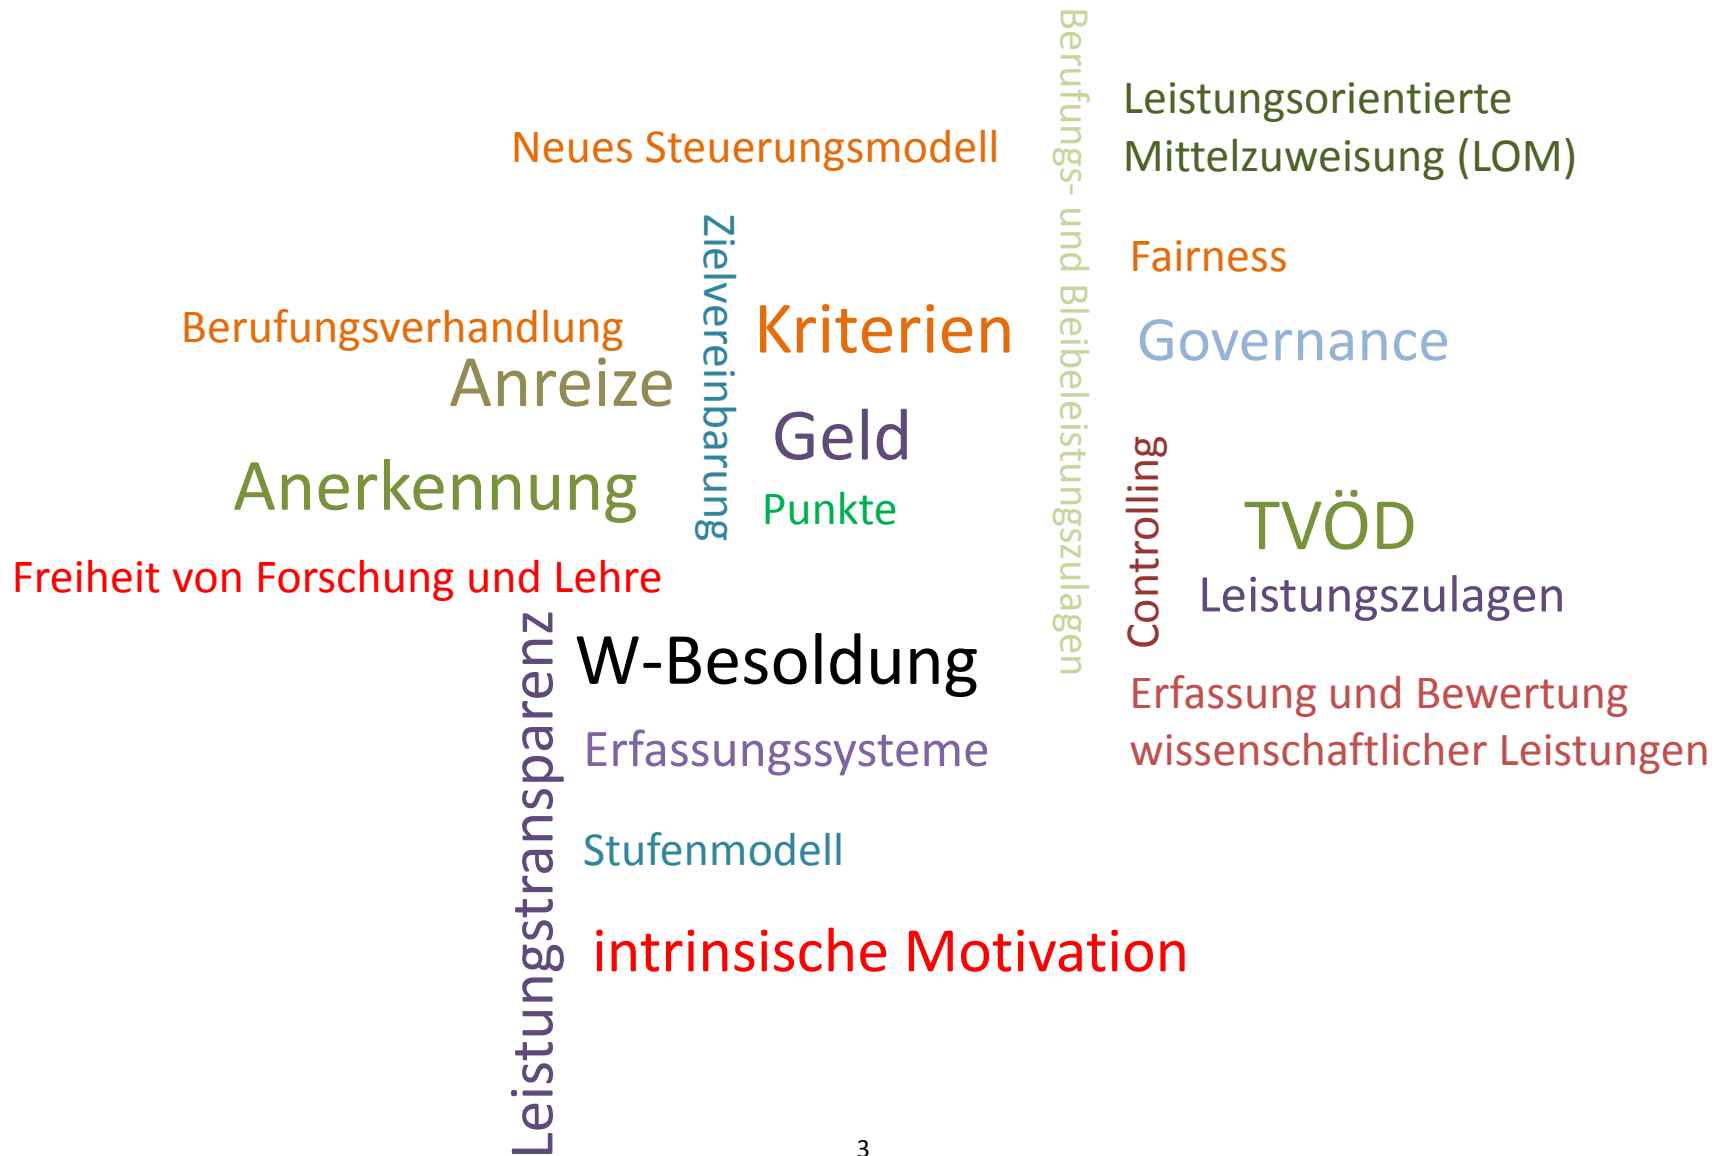 Berufungs- und Bleibeleistungszulagen
Leistungsorientierte
Mittelzuweisung (LOM)
Neues Steuerungsmodell
Zielvereinbarung
Fairness
Berufungsverhandlung
Kriterien
Governance
Anreize
Geld
Controlling
Anerkennung
Punkte
TVÖD
Freiheit von Forschung und Lehre
Leistungszulagen
Leistungstransparenz
W-Besoldung
Erfassung und Bewertung
wissenschaftlicher Leistungen
Erfassungssysteme
Stufenmodell
intrinsische Motivation
3